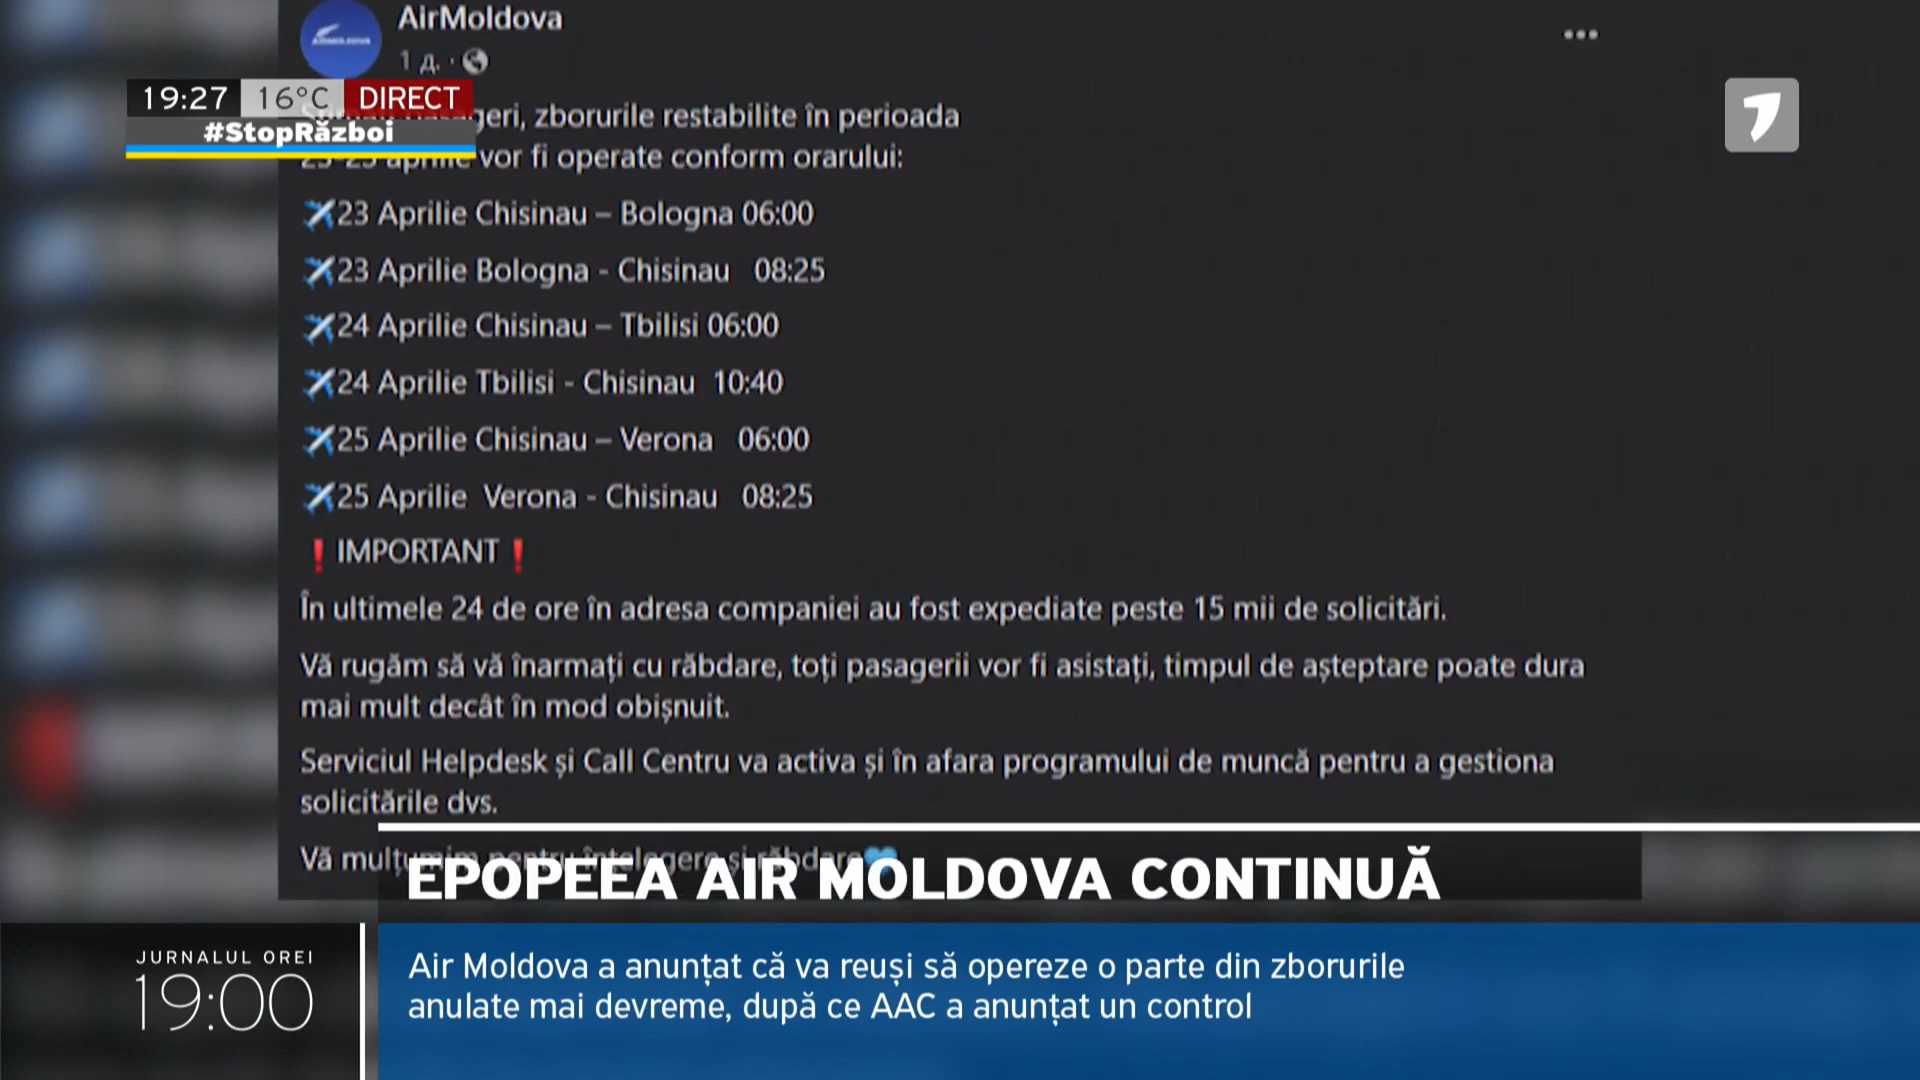 AirMoldova
1 д.
19:27 16°C DIRECT
#StopRăzboi
zborurile restabilite în perioada
vor fi operate conform orarului:
23 Aprilie Chisinau – Bologna 06:00
23 Aprilie Bologna - Chisinau 08:25
24 Aprilie Chisinau – Tbilisi 06:00
24 Aprilie Tbilisi - Chisinau 10:40
25 Aprilie Chisinau – Verona 06:00
25 Aprilie Verona - Chisinau 08:25
❗IMPORTANT❗
În ultimele 24 de ore în adresa companiei au fost expediate peste 15 mii de solicitări.
Vă rugăm să vă înarmați cu răbdare, toți pasagerii vor fi asistați, timpul de așteptare poate dura
mai mult decât în mod obișnuit.
Serviciul Helpdesk și Call Centru va activa și în afara programului de muncă pentru a gestiona
solicitările dvs.
Vă mulțumim pentru înțelegere și răbdare
EPOPEEA AIR MOLDOVA CONTINUĂ
JURNALUL OREI
19:00
Air Moldova a anunțat că va reuși să opereze o parte din zborurile
anulate mai devreme, după ce AAC a anunțat un control